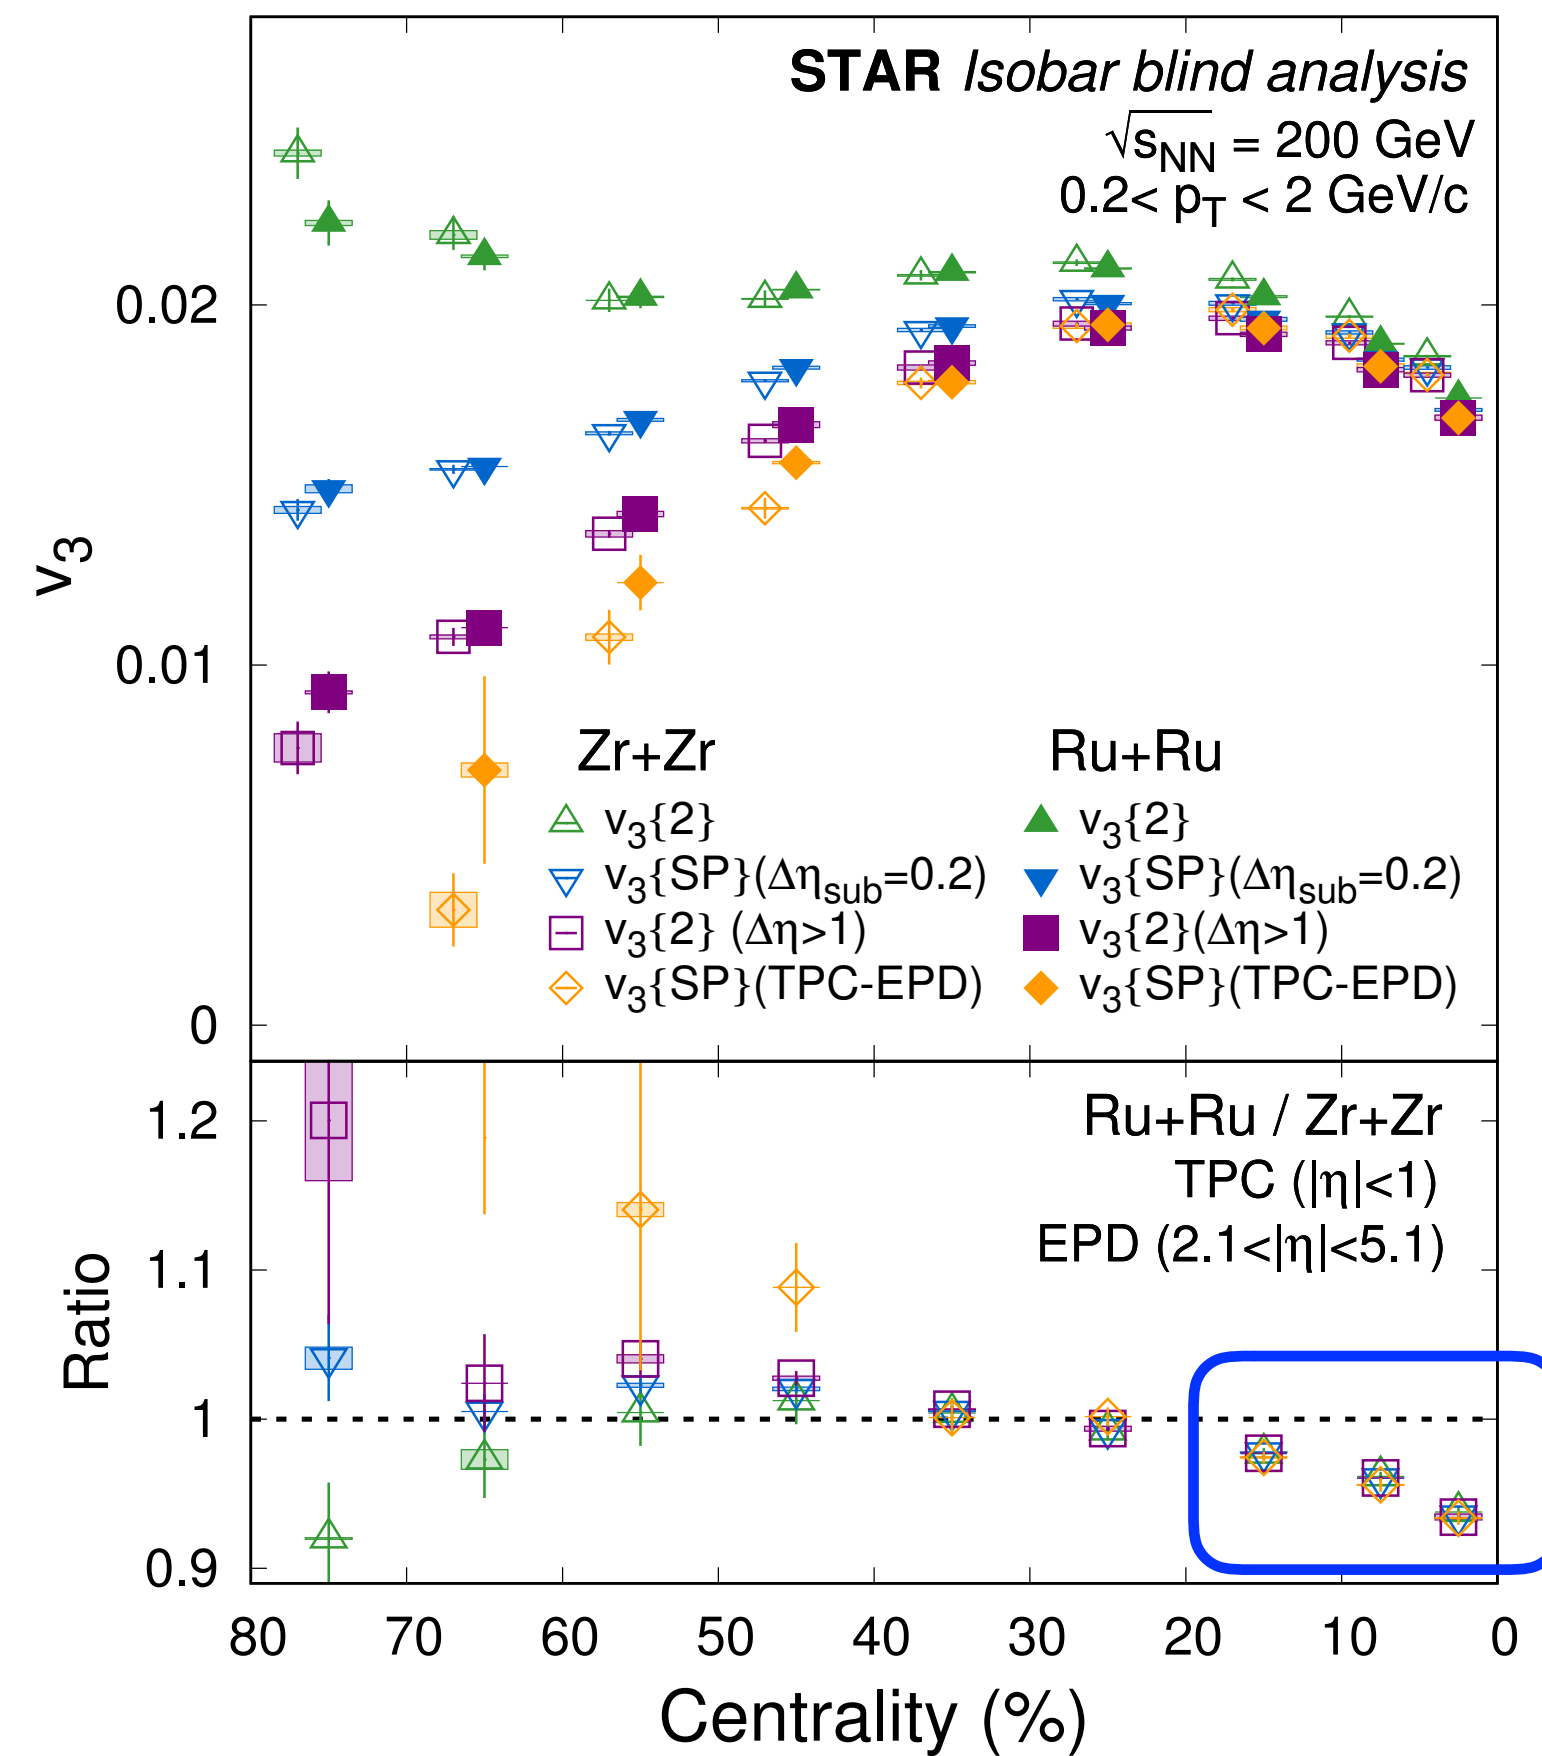 STAR Isobar blind analysis
√sNN = 200 GeV
0.2< pT < 2 GeV/c
0.02
0.01
0
v3
Zr+Zr
v3{2}
v3{SP}(Δηsub=0.2)
v3{2} (Δη>1)
v3{SP}(TPC-EPD)
Ru+Ru
v3{2}
v3{SP}(Δηsub=0.2)
v3{2}(Δη>1)
v3{SP}(TPC-EPD)
Ru+Ru / Zr+Zr
TPC (|η|<1)
EPD (2.1<|η|<5.1)
1.2
1.1
1
0.9
Ratio
80 70 60 50 40 30 20 10 0
Centrality (%)